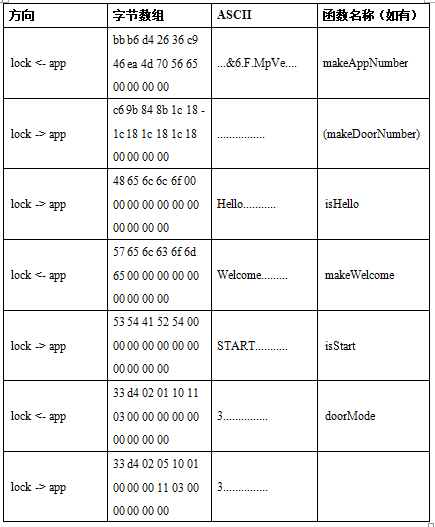 方向 字节数组 ASCII 函数名称（如有）
lock <- app
bb b6 d4 26 36 c9
46 ea 4d 70 56 65
00 00 00 00
...&6.F.MpVe....
makeAppNumber
lock -> app
c6 9b 84 8b 1c 18 -
1c 18 1c 18 1c 18
00 00 00 00
................
(makeDoorNumber)
lock -> app
48 65 6c 6c 6f 00
00 00 00 00 00 00
00 00 00 00
Hello...........
isHello
lock <- app
57 65 6c 63 6f 6d
65 00 00 00 00 00
00 00 00 00
Welcome.........
makeWelcome
lock -> app
53 54 41 52 54 00
00 00 00 00 00 00
00 00 00 00
START...........
isStart
lock <- app
33 d4 02 01 10 11
03 00 00 00 00 00
00 00 00 00
3...............
doorMode
lock -> app
33 d4 02 05 10 01
00 00 00 11 03 00
00 00 00 00
3...............